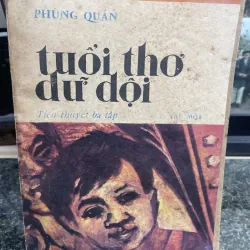 PHÙNG QUÁN
tuổi thơ
dữ dội
Tiểu thuyết ba tập